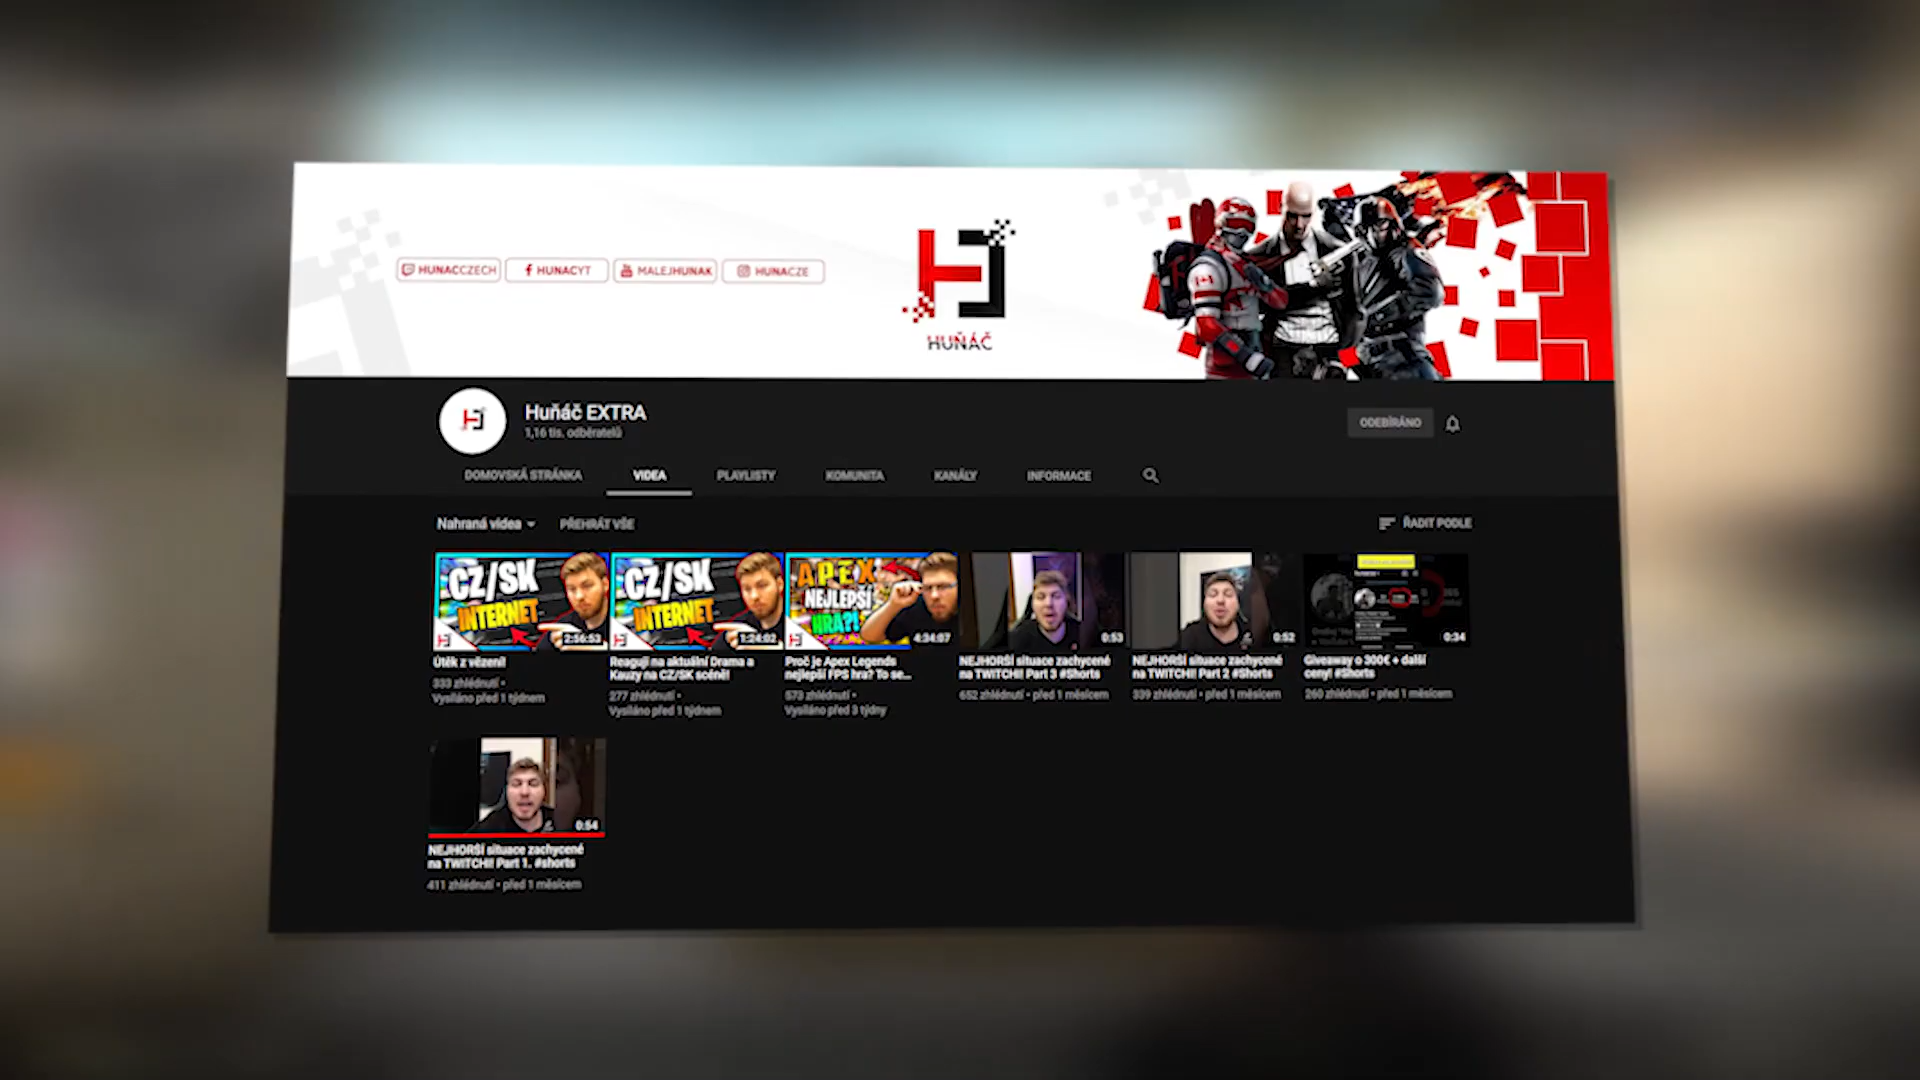 HUNACCZECH HUNACYT MALEJHUNAK HUNACZE
HUŇÁČ
Huňáč EXTRA
1,16 tis. odběratelů
ODEBÍRÁNO
DOMOVSKÁ STRÁNKA VIDEA PLAYLISTY KOMUNITA KANÁLY INFORMACE
Nahraná videa PŘEHRÁT VŠE ŘADIT PODLE
CZ/SK
INTERNET
2:56:53
CZ/SK
INTERNET
1:24:02
APEX
NEJLEPŠÍ
HRA?!
4:34:07
0:53
0:52
0:34
Útěk z vězení!
333 zhlédnutí •
Vysíláno před 1 týdnem
Reaguji na aktuální Drama a
Kauzy na CZ/SK scéně!
277 zhlédnutí •
Vysíláno před 1 týdnem
Proč je Apex Legends
nejlepší FPS hra? To se...
573 zhlédnutí •
Vysíláno před 3 týdny
NEJHORŠÍ situace zachycené
na TWITCHI! Part 3 #Shorts
652 zhlédnutí • před 1 měsícem
NEJHORŠÍ situace zachycené
na TWITCHI! Part 2 #Shorts
339 zhlédnutí • před 1 měsícem
Giveaway o 300€ + další
ceny! #Shorts
260 zhlédnutí • před 1 měsícem
0:54
NEJHORŠÍ situace zachycené
na TWITCHI! Part 1. #shorts
411 zhlédnutí • před 1 měsícem